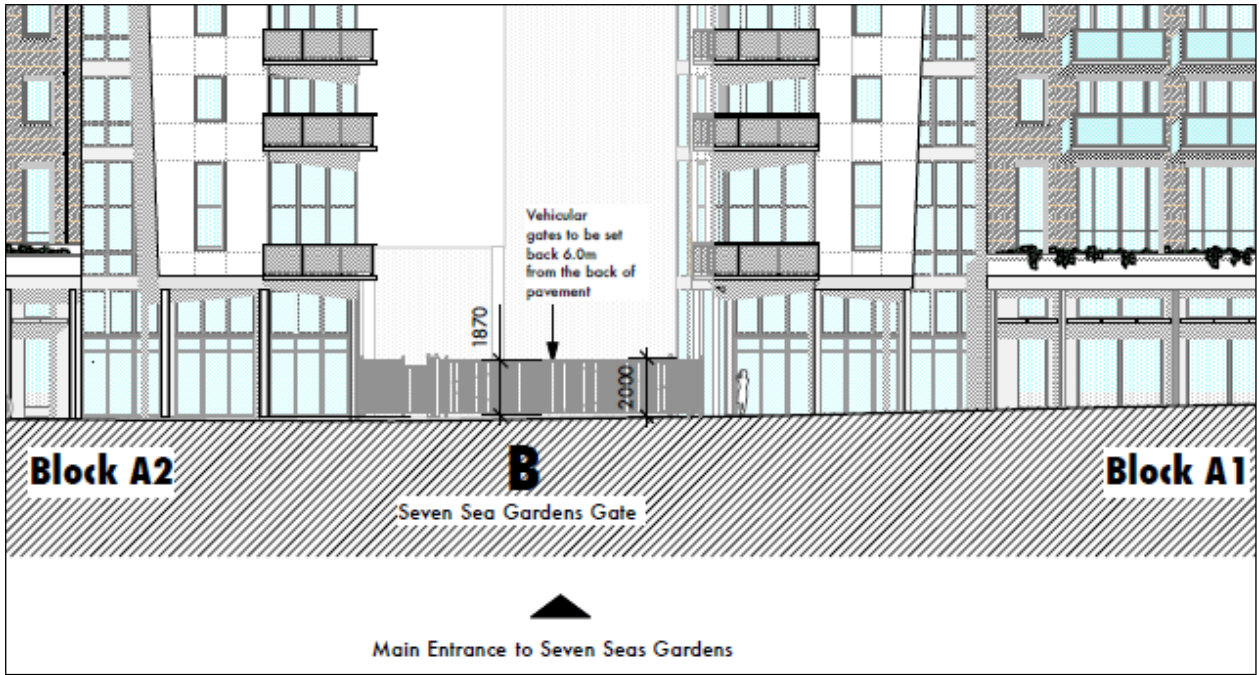 Vehicular
gates to be set
back 6.0m
from the back of
pavement
1870
2000
Block A2
B
Block A1
Seven Sea Gardens Gate
Main Entrance to Seven Seas Gardens